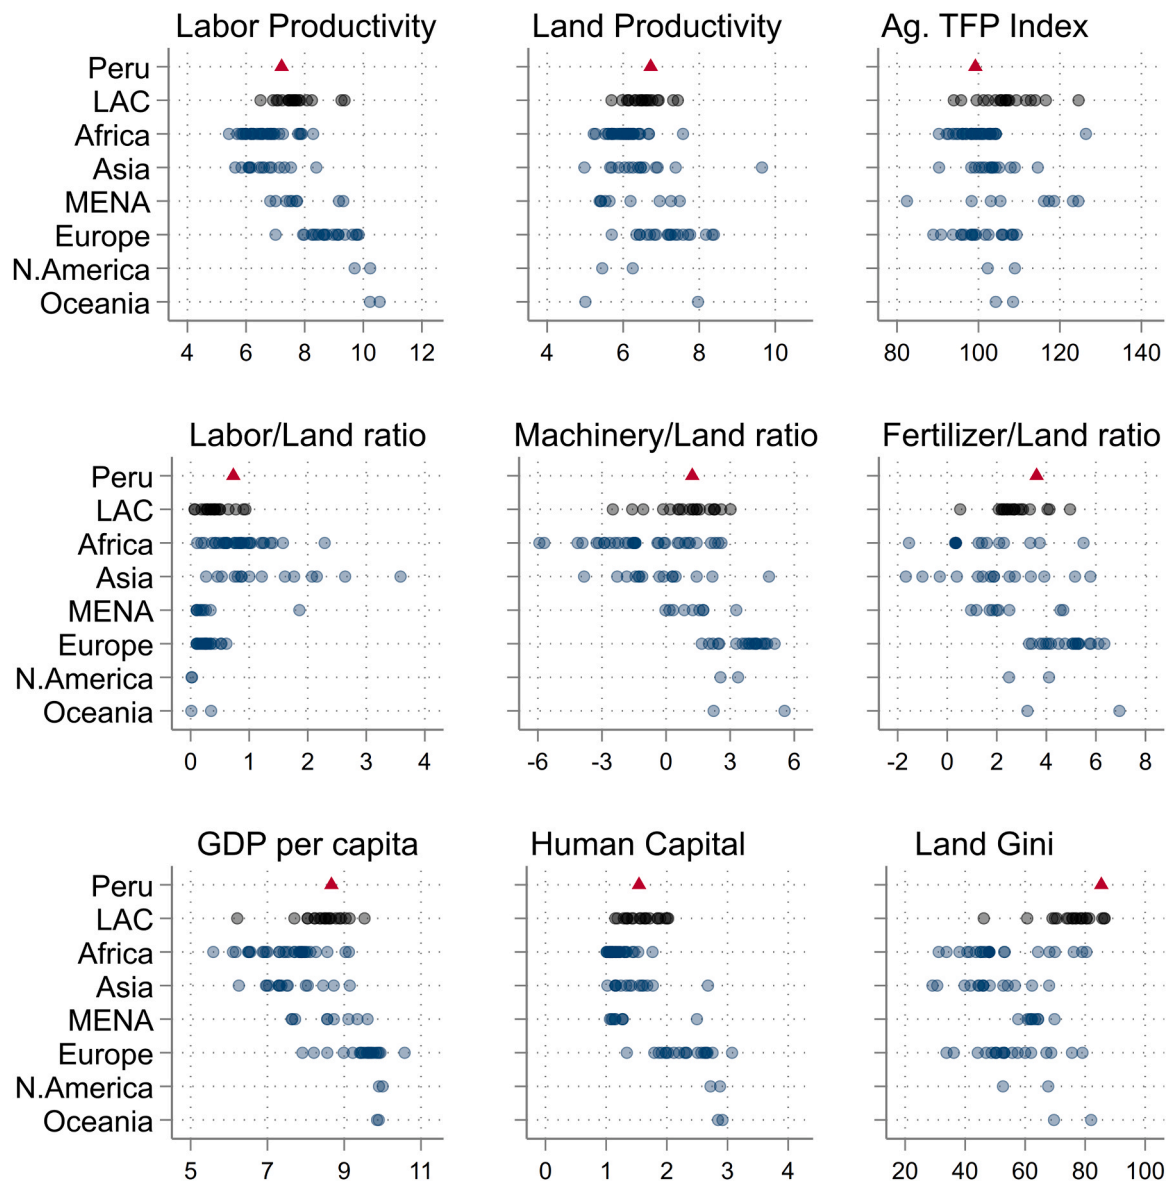 Labor Productivity Land Productivity Ag. TFP Index
Peru
LAC
Africa
Asia
MENA
Europe
N.America
Oceania
4 6 8 10 12 4 6 8 10 80 100 120 140
Labor/Land ratio Machinery/Land ratio Fertilizer/Land ratio
Peru
LAC
Africa
Asia
MENA
Europe
N.America
Oceania
0 1 2 3 4 -6 -3 0 3 6 -2 0 2 4 6 8
GDP per capita Human Capital Land Gini
Peru
LAC
Africa
Asia
MENA
Europe
N.America
Oceania
5 7 9 11 0 1 2 3 4 20 40 60 80 100